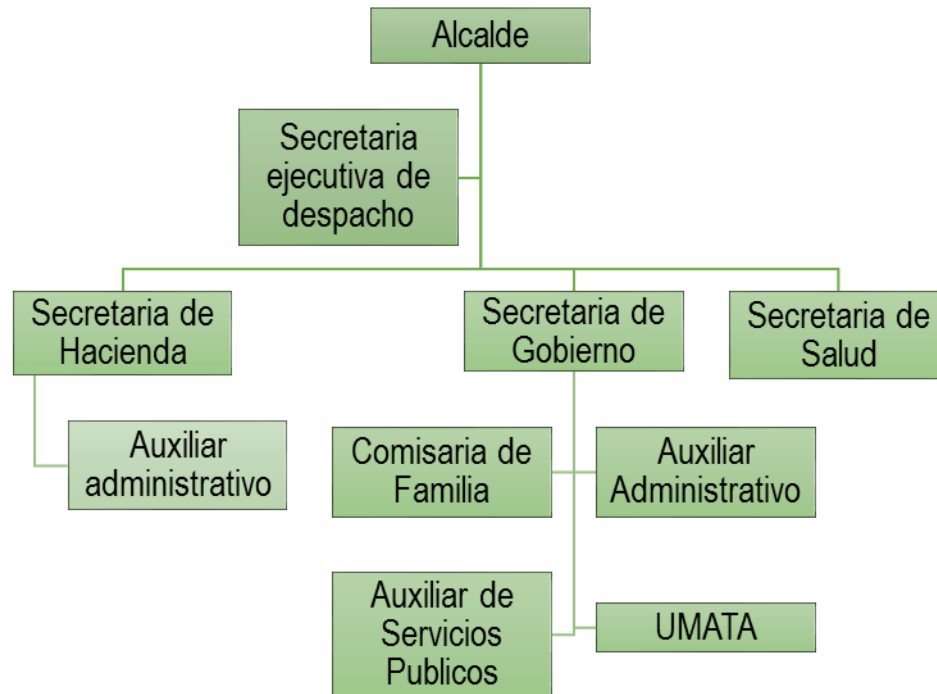 Alcalde
Secretaria
ejecutiva de
despacho
Secretaria de
Hacienda
Secretaria de
Gobierno
Secretaria de
Salud
Auxiliar
administrativo
Comisaria de
Familia
Auxiliar
Administrativo
Auxiliar de
Servicios
Publicos
UMATA